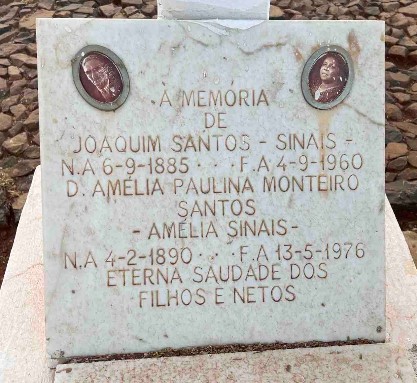 À MEMÓRIA
DE
JOAQUIM SANTOS - SINAIS -
N.A 6-9-1885 · · · F.A 4-9-1960
D. AMÉLIA PAULINA MONTEIRO
SANTOS
- AMÉLIA SINAIS -
N.A 4-2-1890 · · · F.A 13-5-1976
ETERNA SAUDADE DOS
FILHOS E NETOS